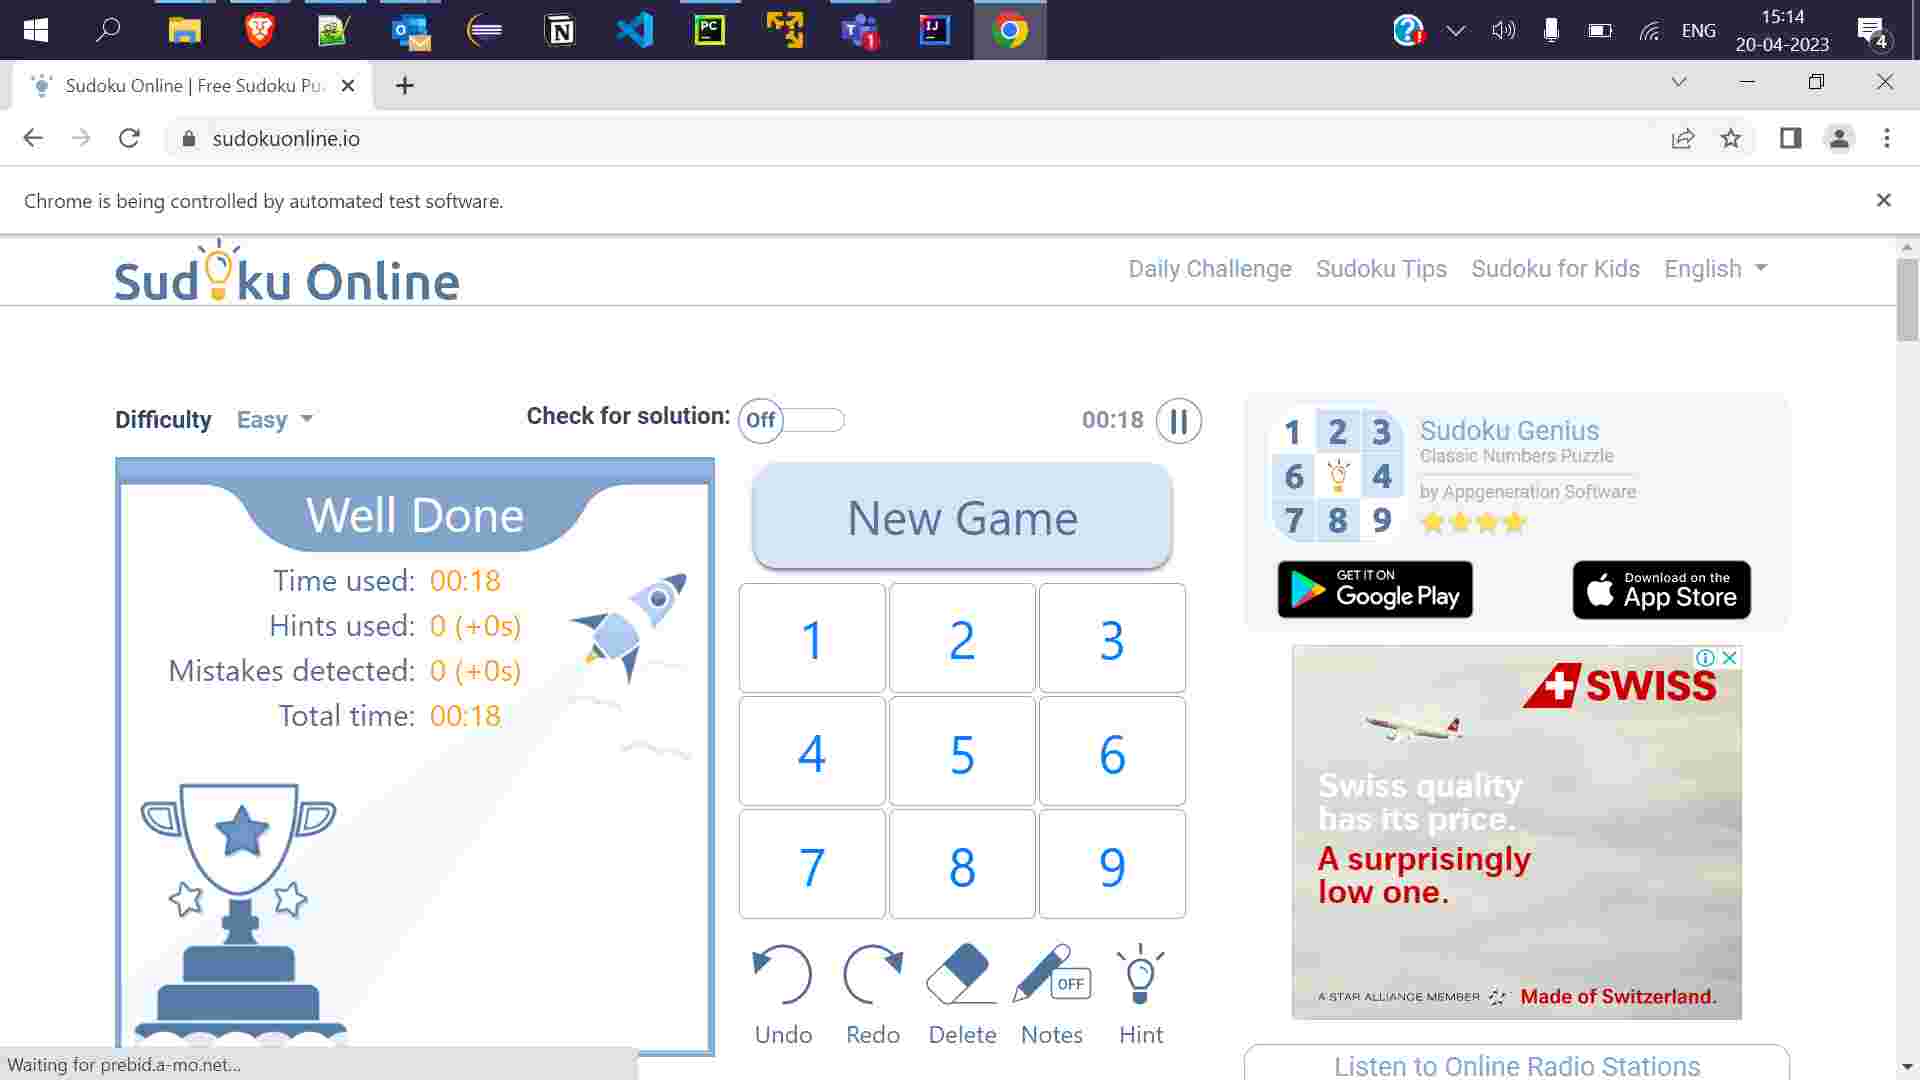 PC
1
IJ
ENG
15:14
20-04-2023
4
Sudoku Online | Free Sudoku Pu
sudokuonline.io
Chrome is being controlled by automated test software.
Sudoku Online
Daily Challenge
Sudoku Tips
Sudoku for Kids
English
Difficulty
Easy
Check for solution:
Off
00:18
Well Done
Time used: 00:18
Hints used: 0 (+0s)
Mistakes detected: 0 (+0s)
Total time: 00:18
New Game
1 2 3
4 5 6
7 8 9
Undo
Redo
Delete
OFF
Notes
Hint
1 2 3
6 4
7 8 9
Sudoku Genius
Classic Numbers Puzzle
by Appgeneration Software
GET IT ON
Google Play
Download on the
App Store
SWISS
Swiss quality
has its price.
A surprisingly
low one.
A STAR ALLIANCE MEMBER
Made of Switzerland.
Listen to Online Radio Stations
Waiting for prebid.a-mo.net...